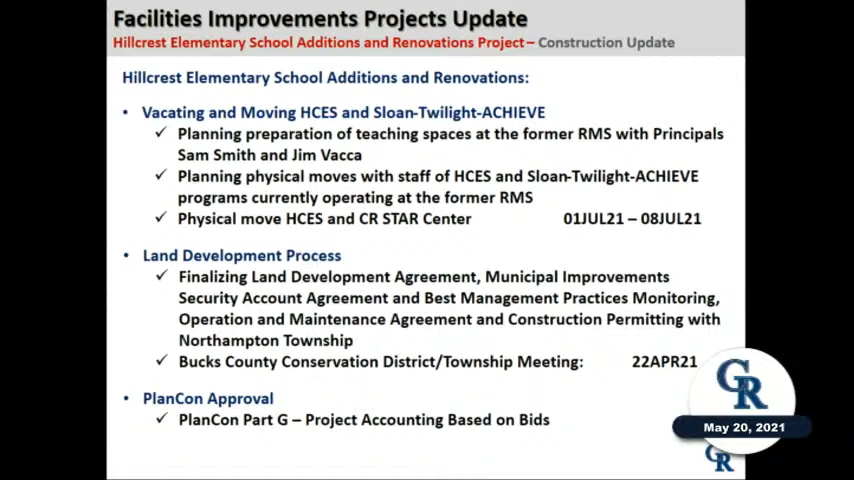 Facilities Improvements Projects Update
Hillcrest Elementary School Additions and Renovations Project – Construction Update
Hillcrest Elementary School Additions and Renovations:
• Vacating and Moving HCES and Sloan-Twilight-ACHIEVE
✓ Planning preparation of teaching spaces at the former RMS with Principals
Sam Smith and Jim Vacca
✓ Planning physical moves with staff of HCES and Sloan-Twilight-ACHIEVE
programs currently operating at the former RMS
✓ Physical move HCES and CR STAR Center 01JUL21 – 08JUL21
• Land Development Process
✓ Finalizing Land Development Agreement, Municipal Improvements
Security Account Agreement and Best Management Practices Monitoring,
Operation and Maintenance Agreement and Construction Permitting with
Northampton Township
✓ Bucks County Conservation District/Township Meeting: 22APR21
• PlanCon Approval
✓ PlanCon Part G – Project Accounting Based on Bids
CR
May 20, 2021
CR